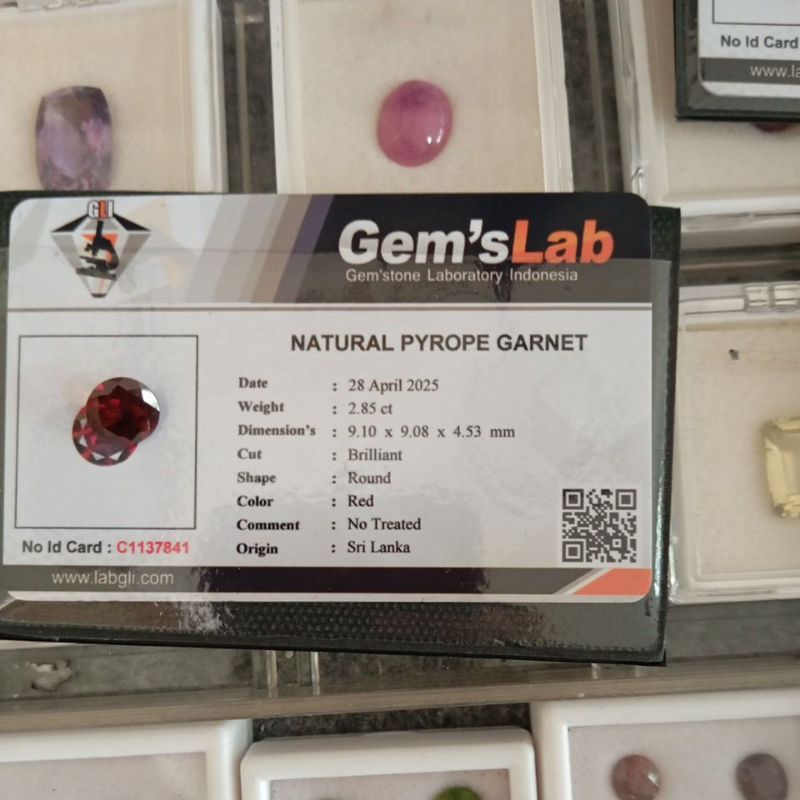 No Id Card
www.la
GLI
Gem'sLab
Gem'stone Laboratory Indonesia
NATURAL PYROPE GARNET
Date : 28 April 2025
Weight : 2.85 ct
Dimension's : 9.10 x 9.08 x 4.53 mm
Cut : Brilliant
Shape : Round
Color : Red
Comment : No Treated
Origin : Sri Lanka
No Id Card : C1137841
www.labgli.com